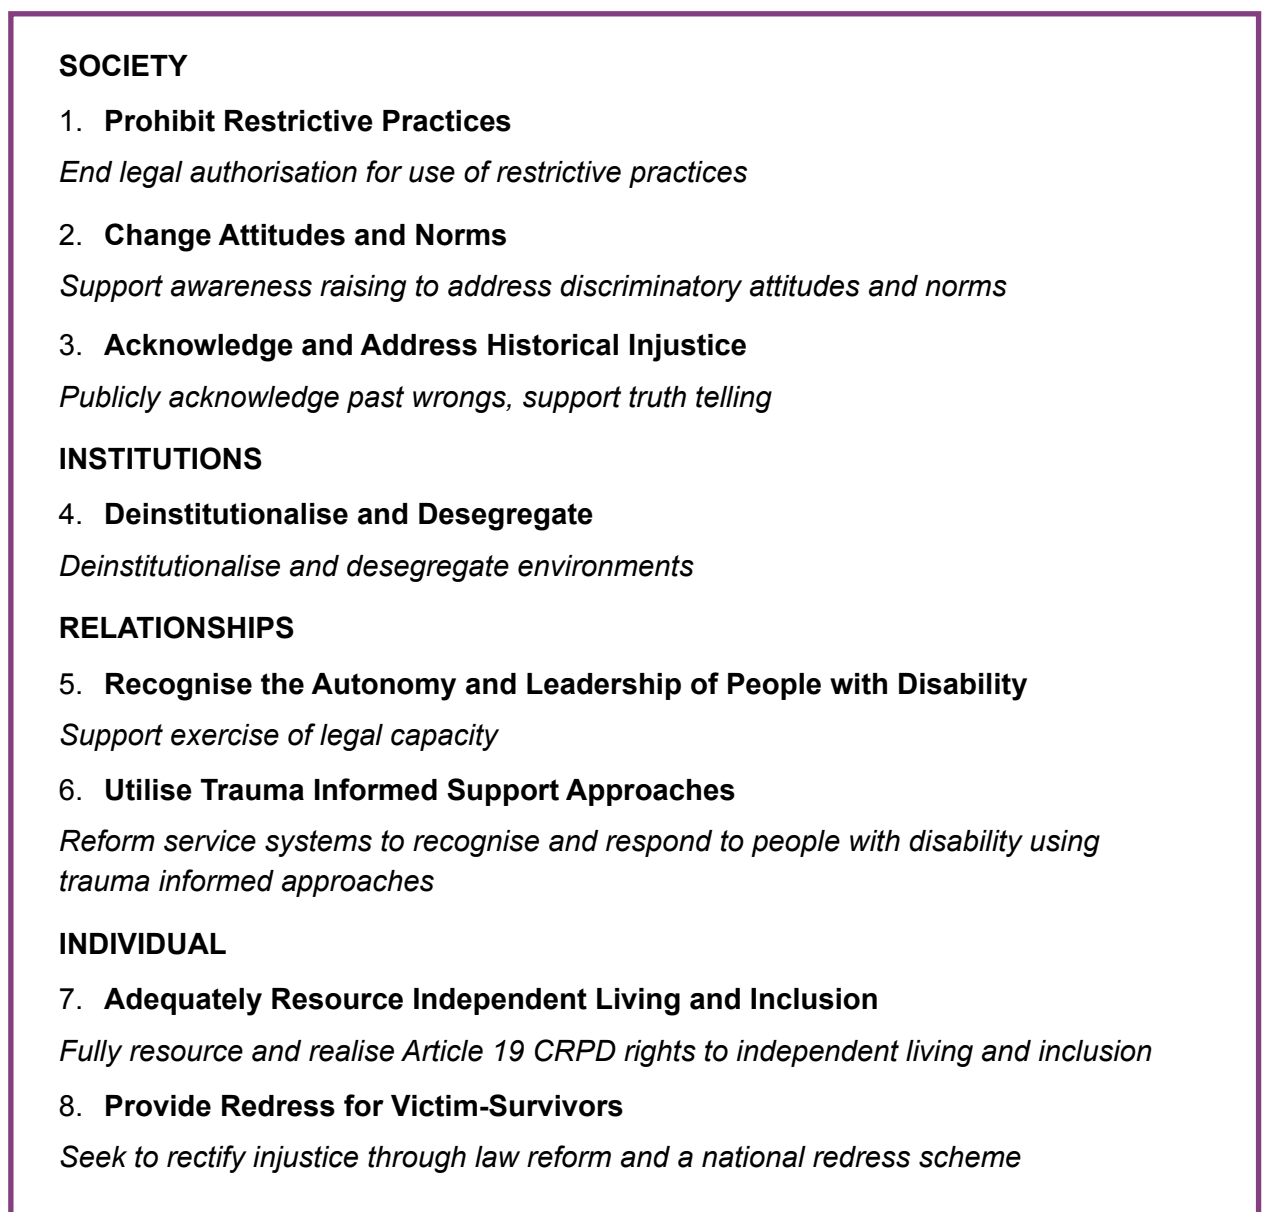 SOCIETY
1. Prohibit Restrictive Practices
End legal authorisation for use of restrictive practices
2. Change Attitudes and Norms
Support awareness raising to address discriminatory attitudes and norms
3. Acknowledge and Address Historical Injustice
Publicly acknowledge past wrongs, support truth telling
INSTITUTIONS
4. Deinstitutionalise and Desegregate
Deinstitutionalise and desegregate environments
RELATIONSHIPS
5. Recognise the Autonomy and Leadership of People with Disability
Support exercise of legal capacity
6. Utilise Trauma Informed Support Approaches
Reform service systems to recognise and respond to people with disability using
trauma informed approaches
INDIVIDUAL
7. Adequately Resource Independent Living and Inclusion
Fully resource and realise Article 19 CRPD rights to independent living and inclusion
8. Provide Redress for Victim-Survivors
Seek to rectify injustice through law reform and a national redress scheme